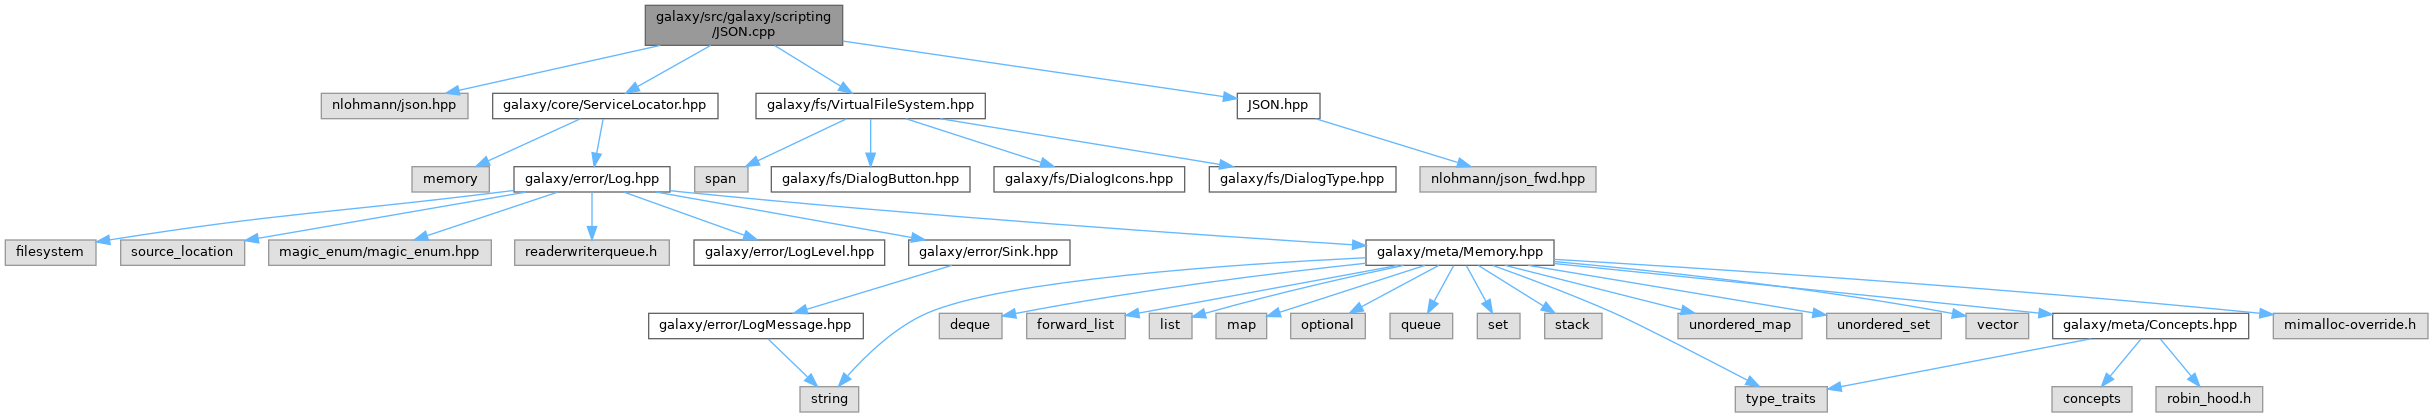 galaxy/src/galaxy/scripting
/JSON.cpp
nlohmann/json.hpp
galaxy/core/ServiceLocator.hpp
galaxy/fs/VirtualFileSystem.hpp
JSON.hpp
memory
galaxy/error/Log.hpp
span
galaxy/fs/DialogButton.hpp
galaxy/fs/DialogIcons.hpp
galaxy/fs/DialogType.hpp
nlohmann/json_fwd.hpp
filesystem
source_location
magic_enum/magic_enum.hpp
readerwriterqueue.h
galaxy/error/LogLevel.hpp
galaxy/error/Sink.hpp
galaxy/meta/Memory.hpp
galaxy/error/LogMessage.hpp
deque
forward_list
list
map
optional
queue
set
stack
unordered_map
unordered_set
vector
galaxy/meta/Concepts.hpp
mimalloc-override.h
string
type_traits
concepts
robin_hood.h